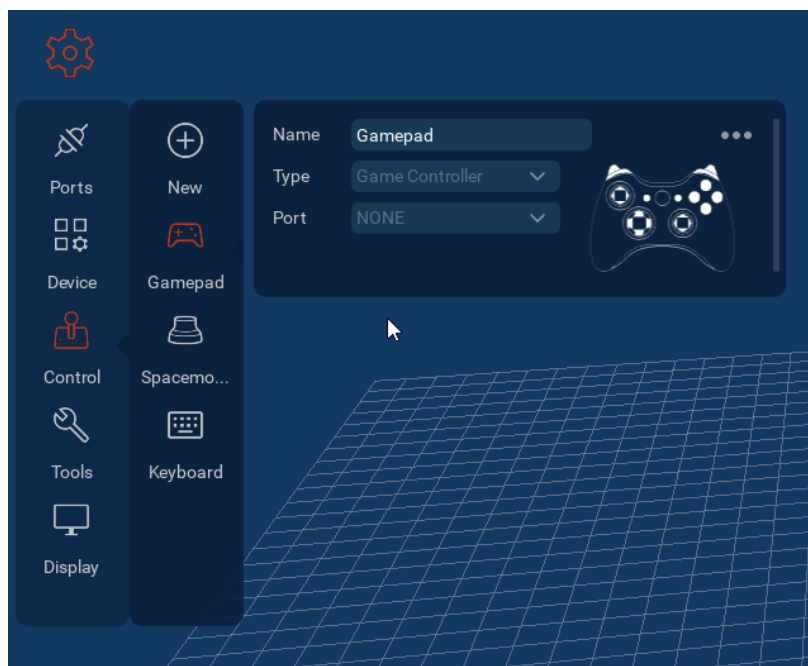 Ports
Device
Control
Tools
Display
New
Gamepad
Spacemo...
Keyboard
Name Gamepad
Type Game Controller
Port NONE